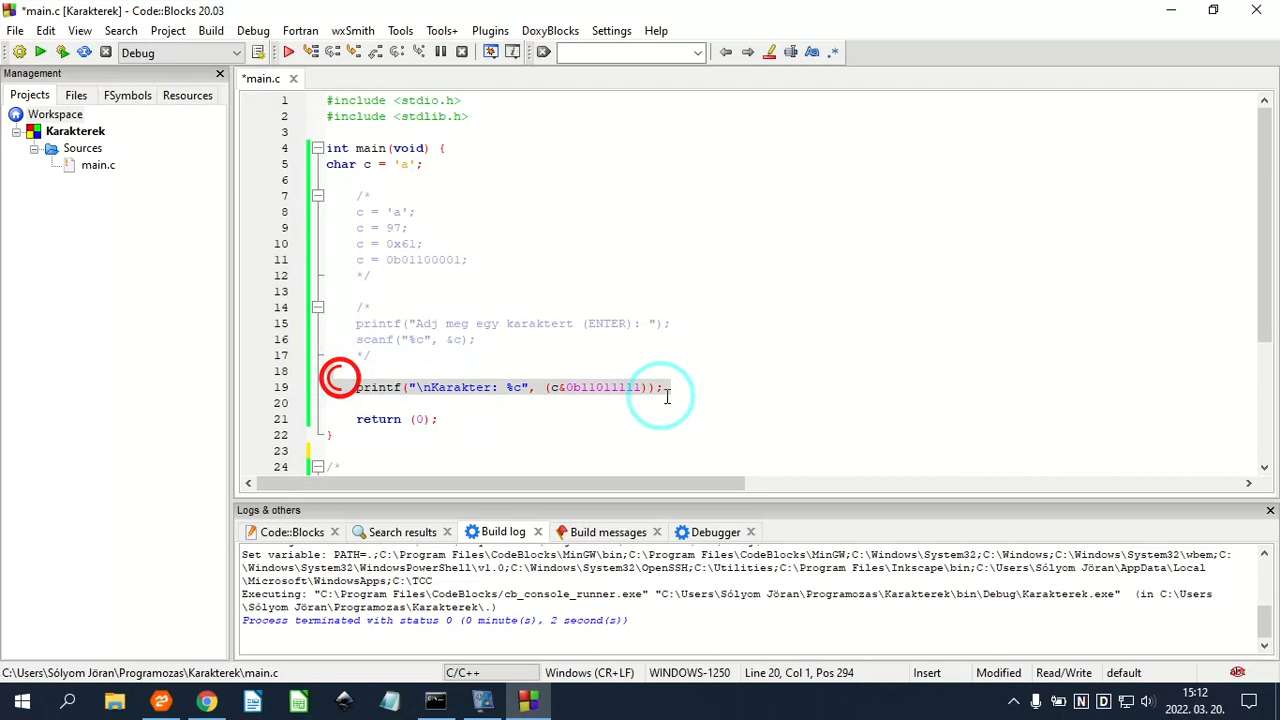 *main.c [Karakterek] - Code::Blocks 20.03
File Edit View Search Project Build Debug Fortran wxSmith Tools Tools+ Plugins DoxyBlocks Settings Help
Debug
Management
Projects Files FSymbols Resources
Workspace
Karakterek
Sources
main.c
*main.c
1 #include <stdio.h>
2 #include <stdlib.h>
3
4 int main(void) {
5 char c = 'a';
6
7 /*
8 c = 'a';
9 c = 97;
10 c = 0x61;
11 c = 0b01100001;
12 */
13
14 /*
15 printf("Adj meg egy karaktert (ENTER): ");
16 scanf("%c", &c);
17 */
18
19 printf("\nKarakter: %c", (c&0b11011111));
20
21 return (0);
22 }
23
24 /*
Logs & others
Code::Blocks Search results Build log Build messages Debugger
Set variable: PATH=.;C:\Program Files\CodeBlocks\MinGW\bin;C:\Program Files\CodeBlocks\MinGW;C:\Windows\System32;C:\Windows;C:\Windows\System32\wbem;C:
\Windows\System32\WindowsPowerShell\v1.0;C:\Windows\System32\OpenSSH;C:\Utilities;C:\Program Files\Inkscape\bin;C:\Users\Sólyom Jöran\AppData\Local
\Microsoft\WindowsApps;C:\TCC
Executing: "C:\Program Files\CodeBlocks/cb_console_runner.exe" "C:\Users\Sólyom Jöran\Programozas\Karakterek\bin\Debug\Karakterek.exe" (in C:\Users
\Sólyom Jöran\Programozas\Karakterek\.)
Process terminated with status 0 (0 minute(s), 2 second(s))
C:\Users\Sólyom Jöran\Programozas\Karakterek\main.c C/C++ Windows (CR+LF) WINDOWS-1250 Line 20, Col 1, Pos 294 Insert Modified Read/Write default
15:12
2022. 03. 20.